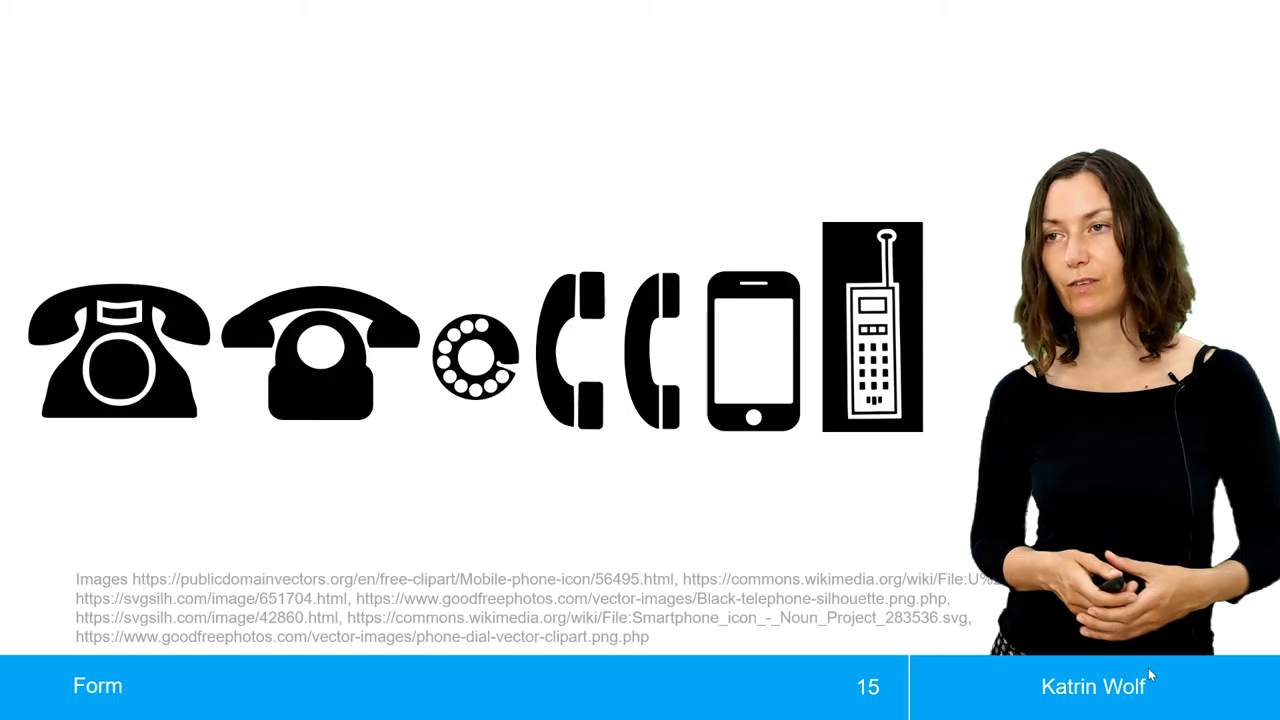 Images https://publicdomainvectors.org/en/free-clipart/Mobile-phone-icon/56495.html, https://commons.wikimedia.org/wiki/File:U%
https://svgsilh.com/image/651704.html, https://www.goodfreephotos.com/vector-images/Black-telephone-silhouette.png.php,
https://svgsilh.com/image/42860.html, https://commons.wikimedia.org/wiki/File:Smartphone_icon_-_Noun_Project_283536.svg,
https://www.goodfreephotos.com/vector-images/phone-dial-vector-clipart.png.php
Form
15
Katrin Wolf